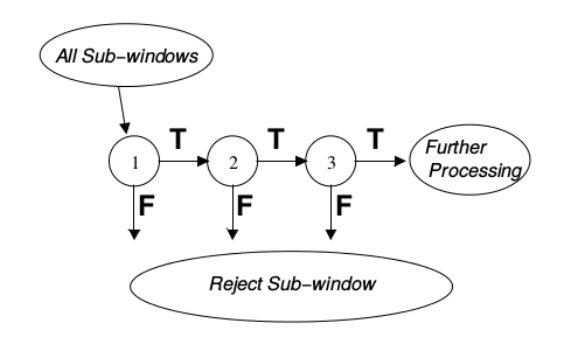 All Sub-windows
T T T
1 2 3
Further
Processing
F F F
Reject Sub-window